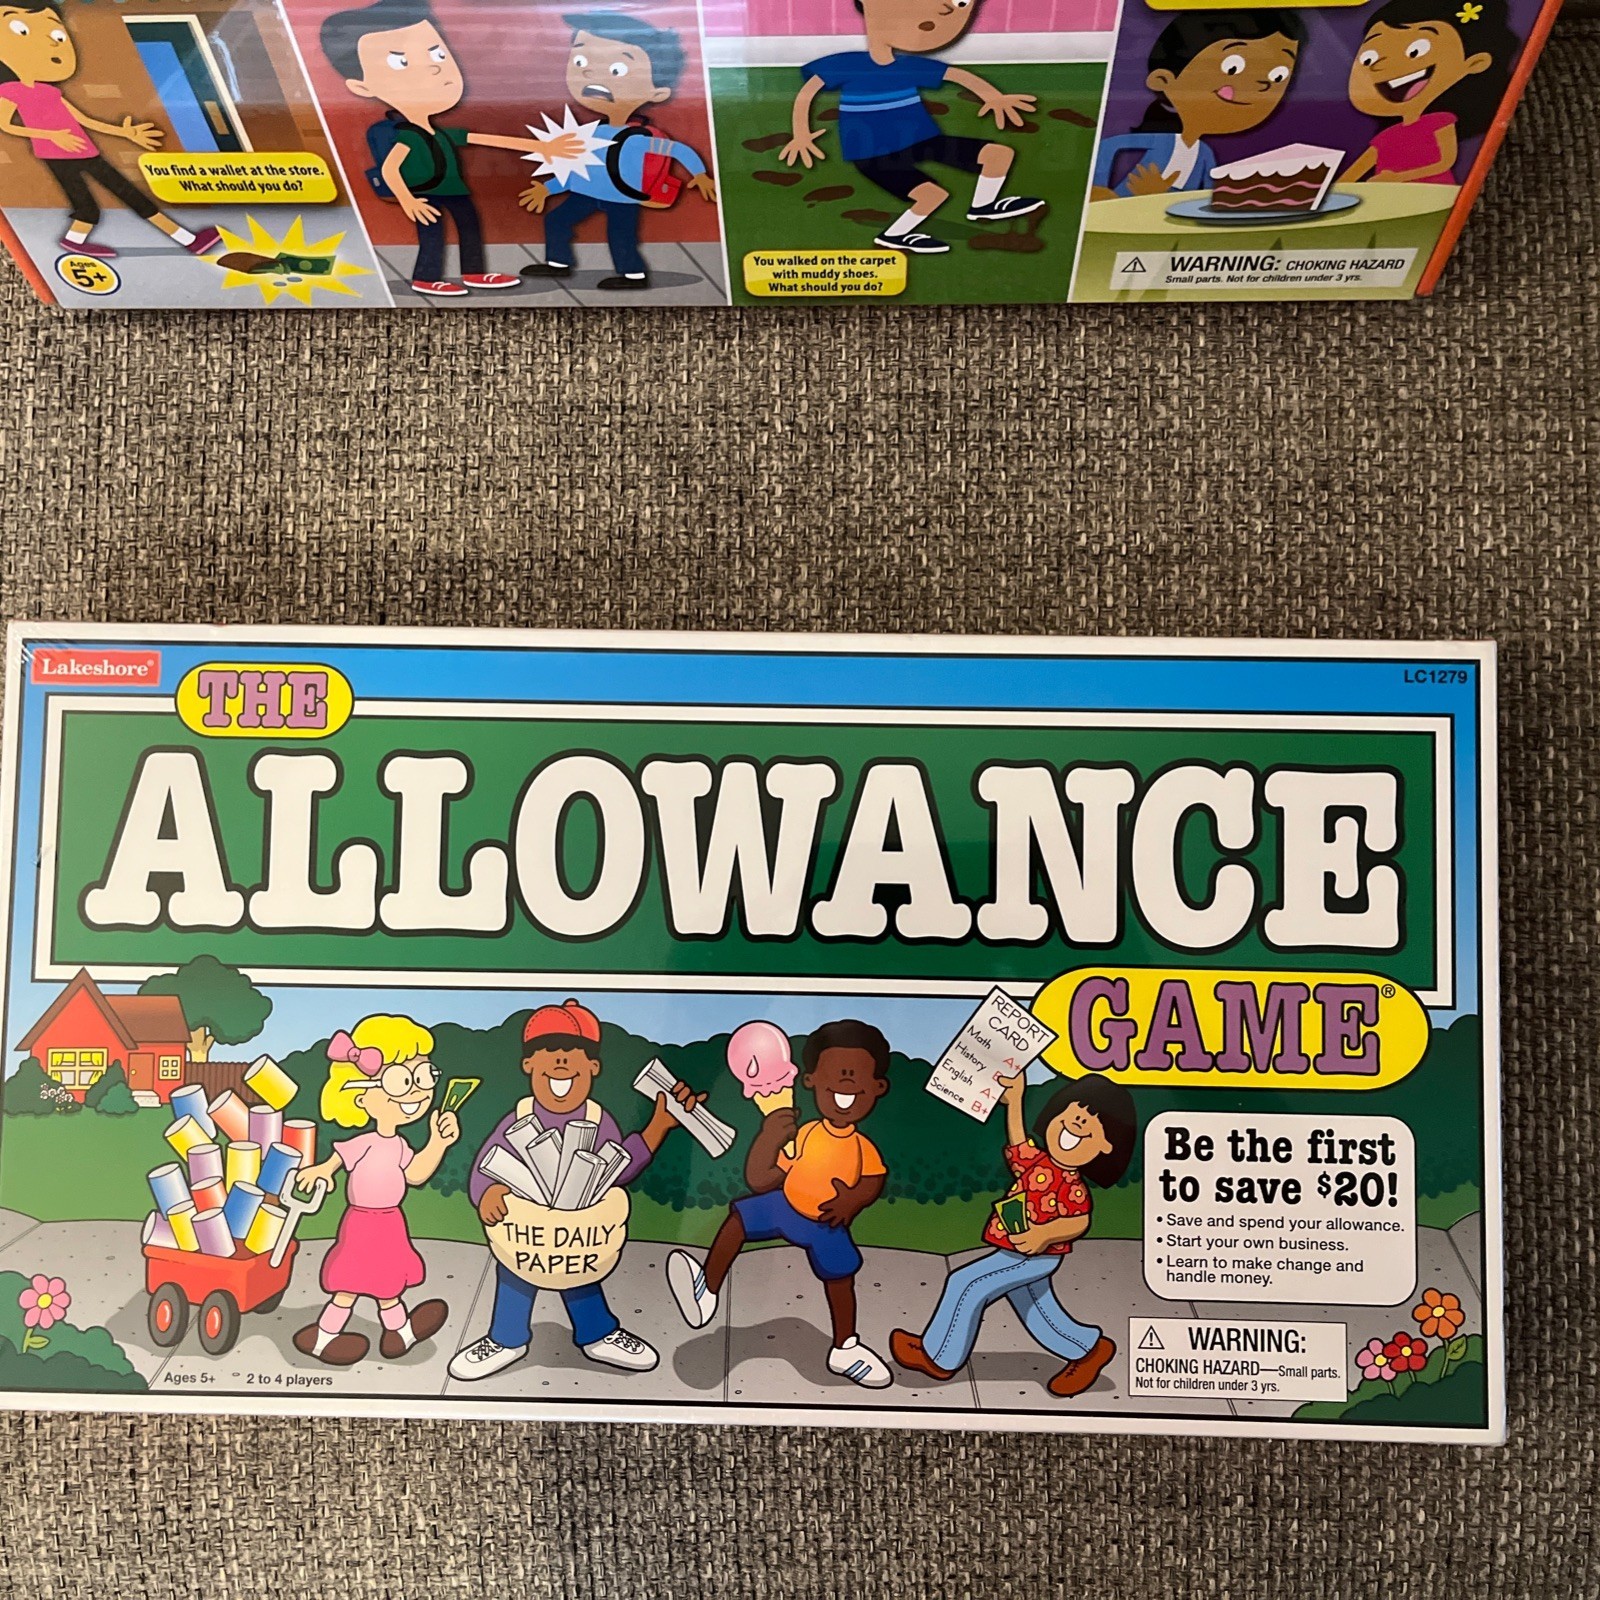 You find a wallet at the store.
What should you do?
Ages
5+
You walked on the carpet
with muddy shoes.
What should you do?
WARNING: CHOKING HAZARD
Small parts. Not for children under 3 yrs.
Lakeshore®
LC1279
THE
ALLOWANCE
GAME®
REPORT
CARD
Math A+
History
English A-
Science B+
THE DAILY
PAPER
Be the first
to save $20!
• Save and spend your allowance.
• Start your own business.
• Learn to make change and
handle money.
WARNING:
CHOKING HAZARD—Small parts.
Not for children under 3 yrs.
Ages 5+ 2 to 4 players